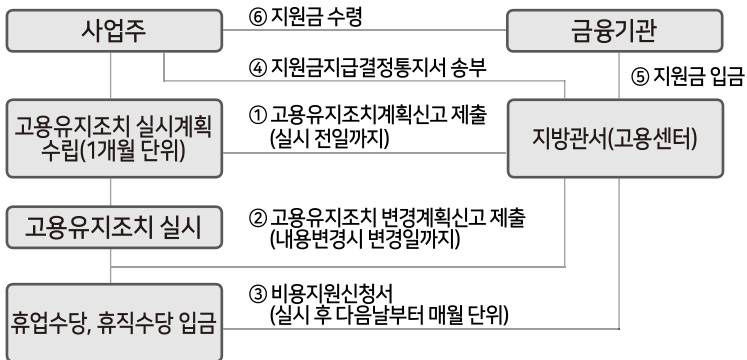 사업주
⑥ 지원금 수령
금융기관
④ 지원금지급결정통지서 송부
⑤ 지원금 입금
고용유지조치 실시계획
수립(1개월 단위)
① 고용유지조치계획신고 제출
(실시 전일까지)
지방관서(고용센터)
고용유지조치 실시
② 고용유지조치 변경계획신고 제출
(내용변경시 변경일까지)
휴업수당, 휴직수당 입금
③ 비용지원신청서
(실시 후 다음날부터 매월 단위)